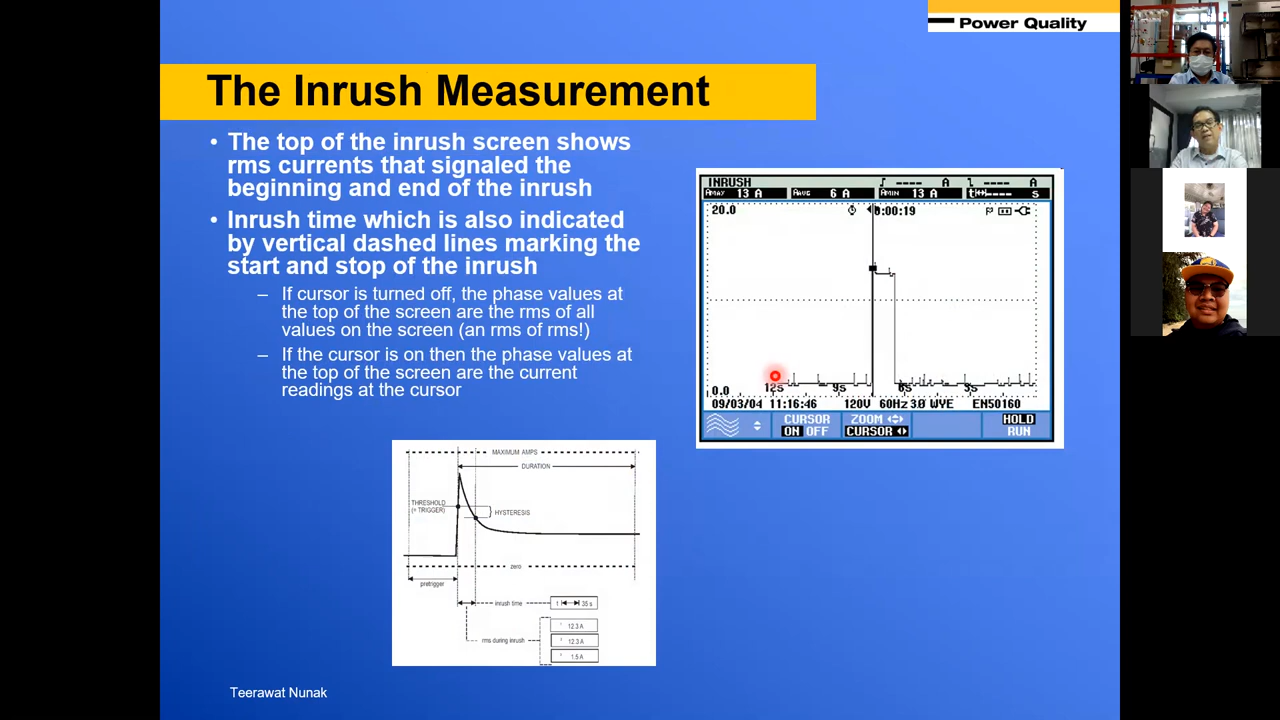 Power Quality
The Inrush Measurement
• The top of the inrush screen shows
rms currents that signaled the
beginning and end of the inrush
• Inrush time which is also indicated
by vertical dashed lines marking the
start and stop of the inrush
– If cursor is turned off, the phase values at
the top of the screen are the rms of all
values on the screen (an rms of rms!)
– If the cursor is on then the phase values at
the top of the screen are the current
readings at the cursor
INRUSH ---- A ---- A
AMAX 13 A AAVG 6 A AMIN 13 A t ---- s
20.0 0:00:19
0.0 12s 9s 6s 3s
09/03/04 11:16:46 120V 60Hz 3Ø WYE EN50160
CURSOR ZOOM HOLD
ON OFF CURSOR RUN
MAXIMUM AMPS
DURATION
THRESHOLD
(+ TRIGGER)
HYSTERESIS
zero
pretrigger
inrush time t 35 s
1 12.3 A
rms during inrush 2 12.3 A
3 1.5 A
Teerawat Nunak